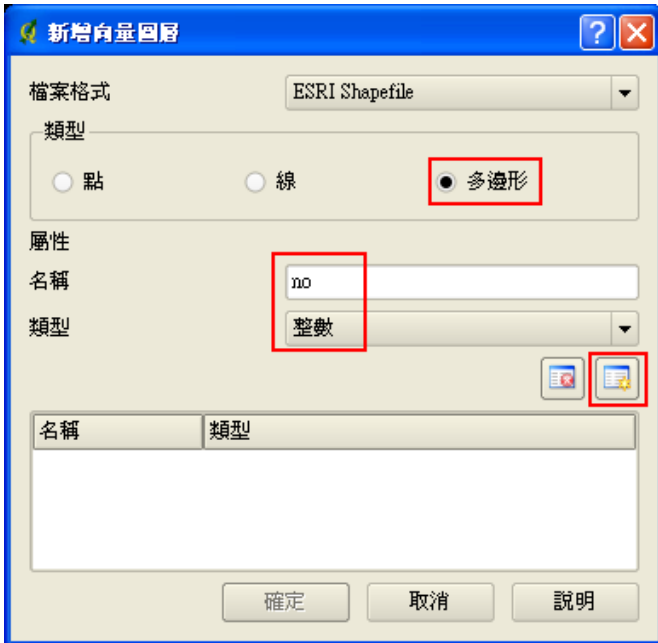 新增向量圖層
檔案格式 ESRI Shapefile
類型
點 線 多邊形
屬性
名稱 no
類型 整數
名稱 類型
確定 取消 說明